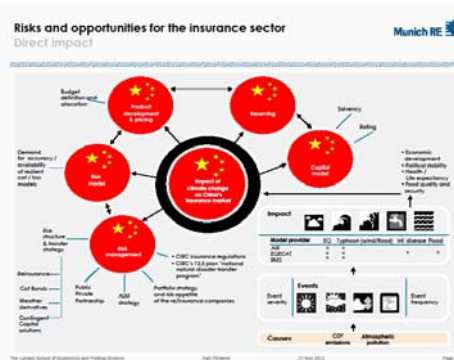 Risks and opportunities for the insurance sector
Direct impact
Munich RE
Budget
definition and
allocation
Product
development
& pricing
Reserving
Solvency
Rating
Capital
model
Demand
for accuracy /
availability
of resilient
cat / loss
models
Risk
model
Impact of
climate change
on China's
insurance market
• Economic
development
• Political stability
• Health /
Life expectancy
• Food quality and
security
Risk
structure &
transfer
strategy
Risk
management
• CIRC insurance regulations
• CIRC's 12.5 plan "national
natural disaster transfer
program"
Reinsurance
Cat Bonds
Weather
derivatives
Contingent
Capital
solutions
Public
Private
Partnership
ALM
strategy
Portfolio strategy
and risk appetite
of the re/insurance companies
Impact
Model provider EQ Typhoon (wind/flood) Inf. disease Flood
AIR
EQECAT
RMS
Events
Event
severity
Event
frequency
Causes
emissions
Atmospheric
pollution
The London School of Economics and Political Science
Page